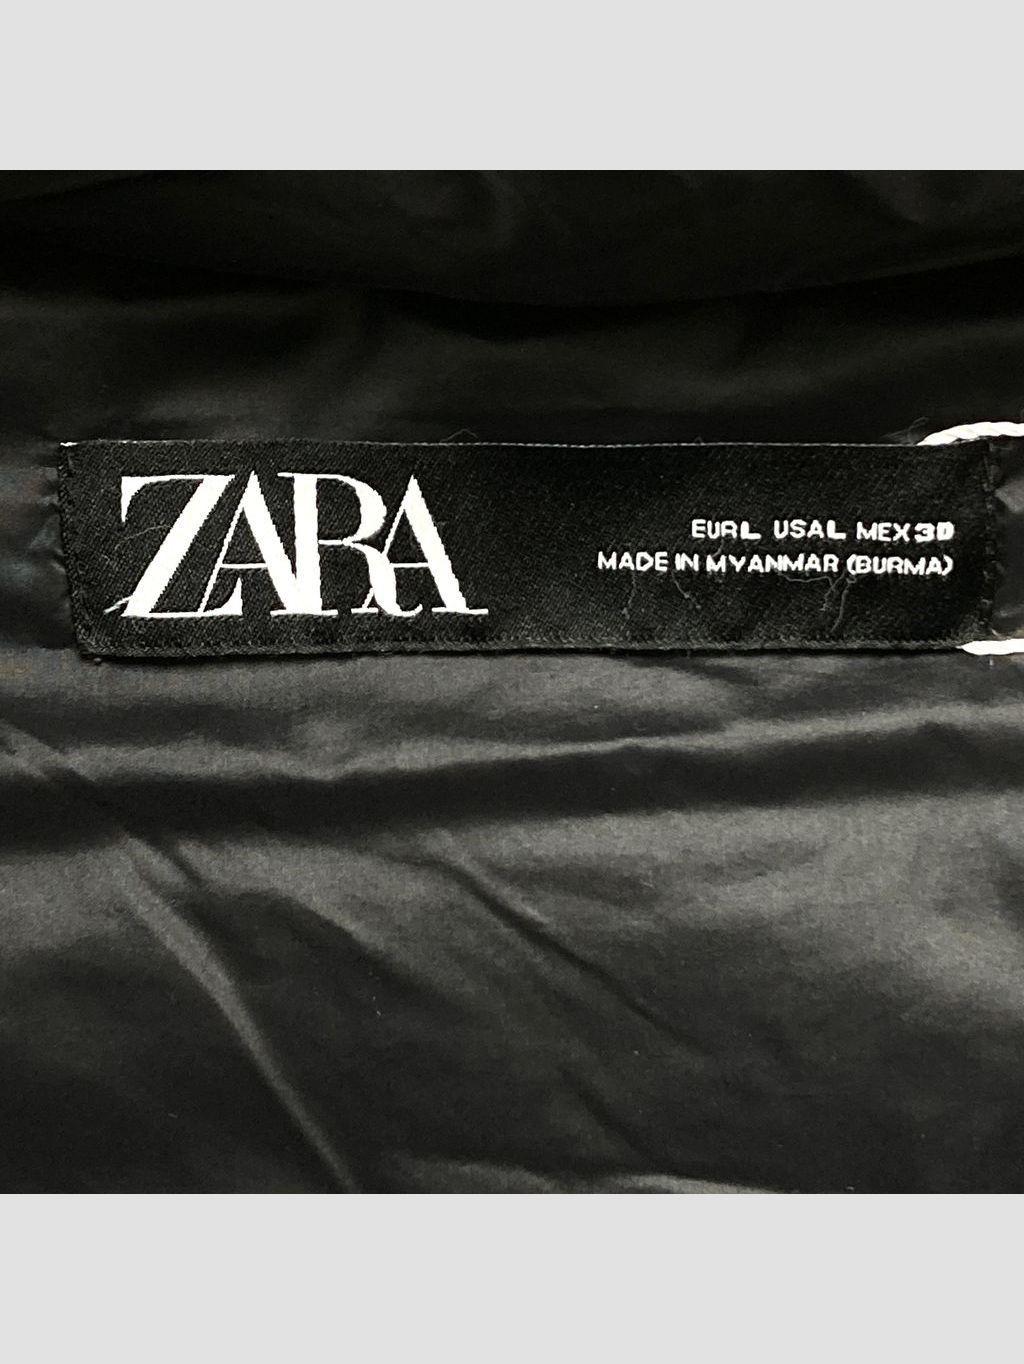 ZARA
EUR L USA L MEX 30
MADE IN MYANMAR (BURMA)